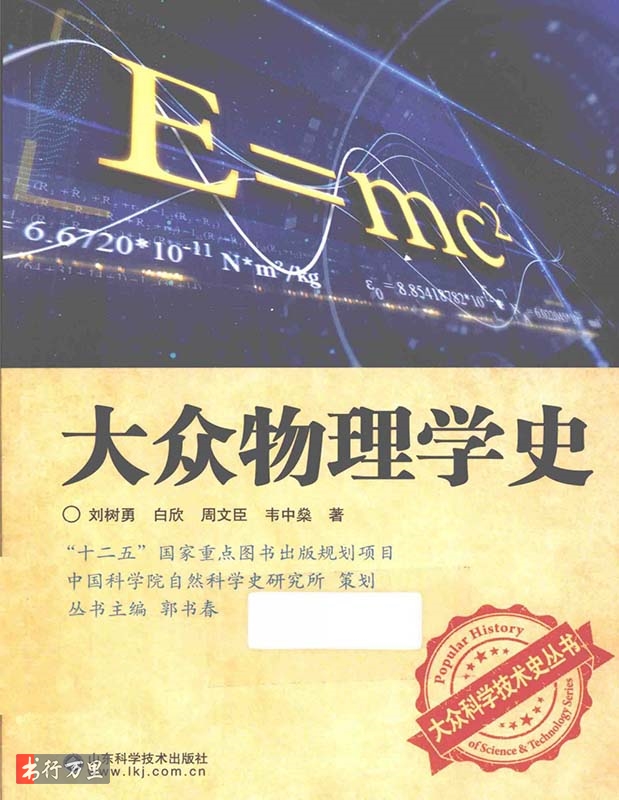 E=mc²
= 6.6720*10⁻¹¹ N*m²/kg
ε₀ = 8.85418782*10
大众物理学史
刘树勇 白欣 周文臣 韦中燊 著
“十二五”国家重点图书出版规划项目
中国科学院自然科学史研究所 策划
丛书主编 郭书春
Popular History
大众科学技术史丛书
of Science & Technology Series
山东科学技术出版社
www.lkj.com.cn
书行万里